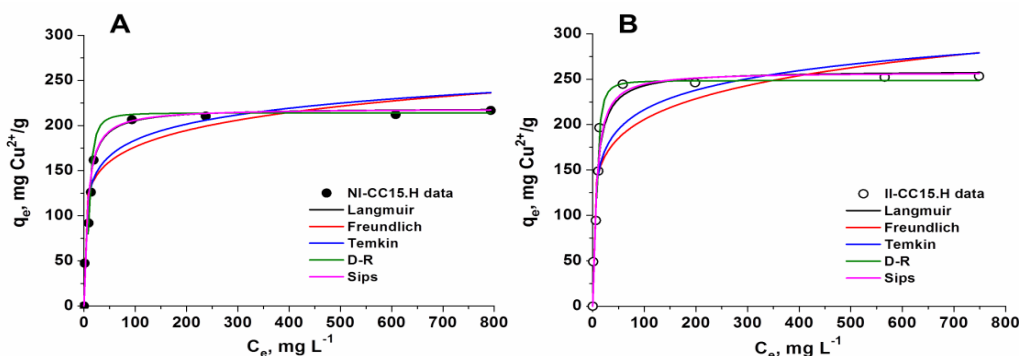 A
300
250
200
150
100
50
0
qe, mg Cu2+/g
NI-CC15.H data
Langmuir
Freundlich
Temkin
D-R
Sips
0 100 200 300 400 500 600 700 800
Ce, mg L-1
B
300
250
200
150
100
50
0
qe, mg Cu2+/g
II-CC15.H data
Langmuir
Freundlich
Temkin
D-R
Sips
0 100 200 300 400 500 600 700 800
Ce, mg L-1